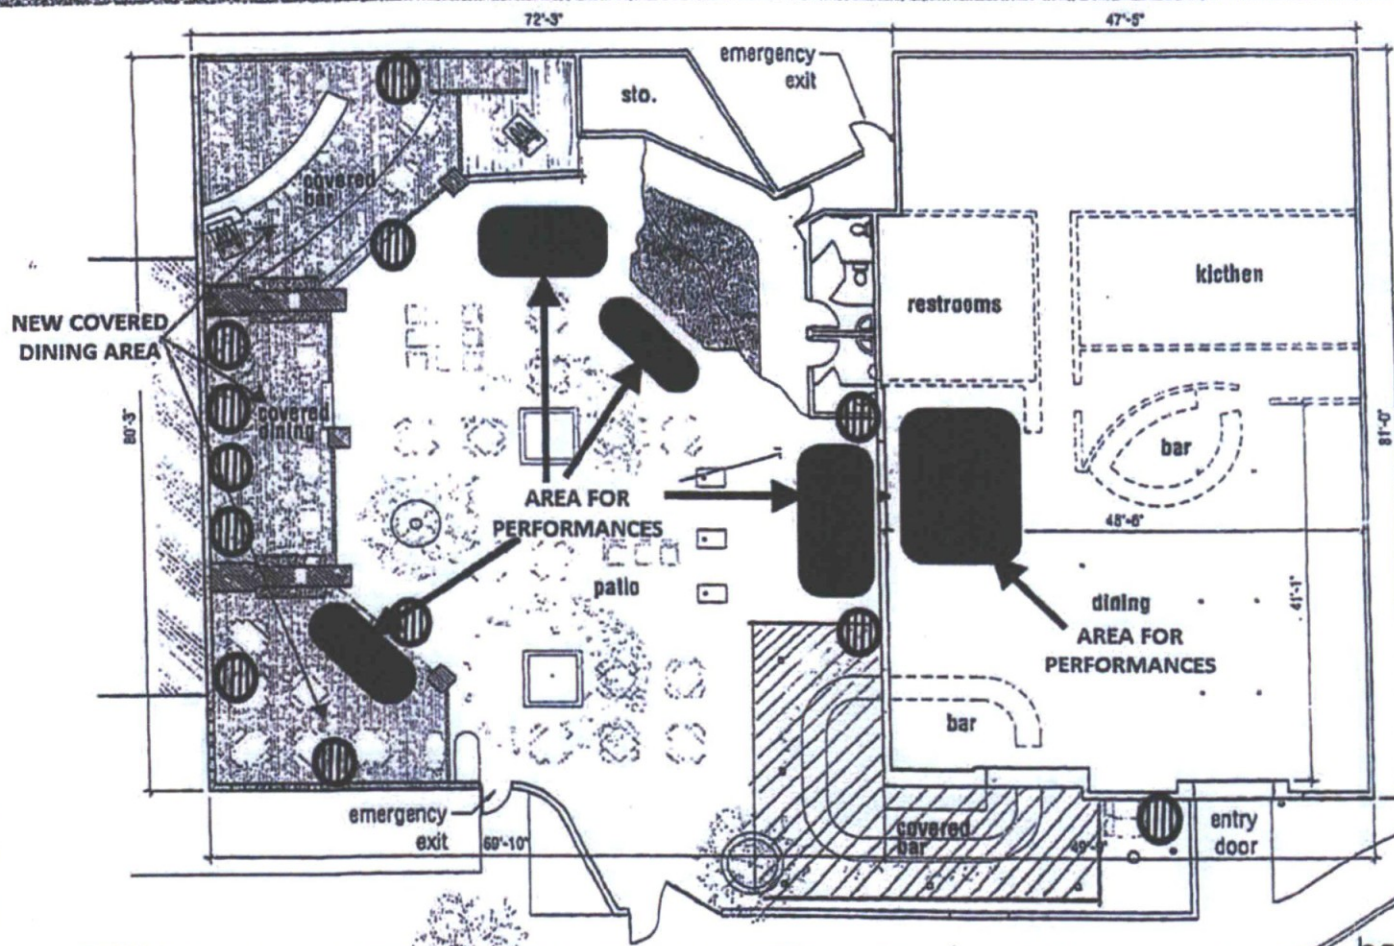 72'-3"
47'-5"
emergency
exit
sto.
covered
bar
kicthen
restrooms
NEW COVERED
DINING AREA
covered
dining
80'-3"
81'-0"
bar
AREA FOR
PERFORMANCES
48'-6"
patio
dining
41'-1"
AREA FOR
PERFORMANCES
bar
emergency
exit
69'-10"
covered
bar
entry
door